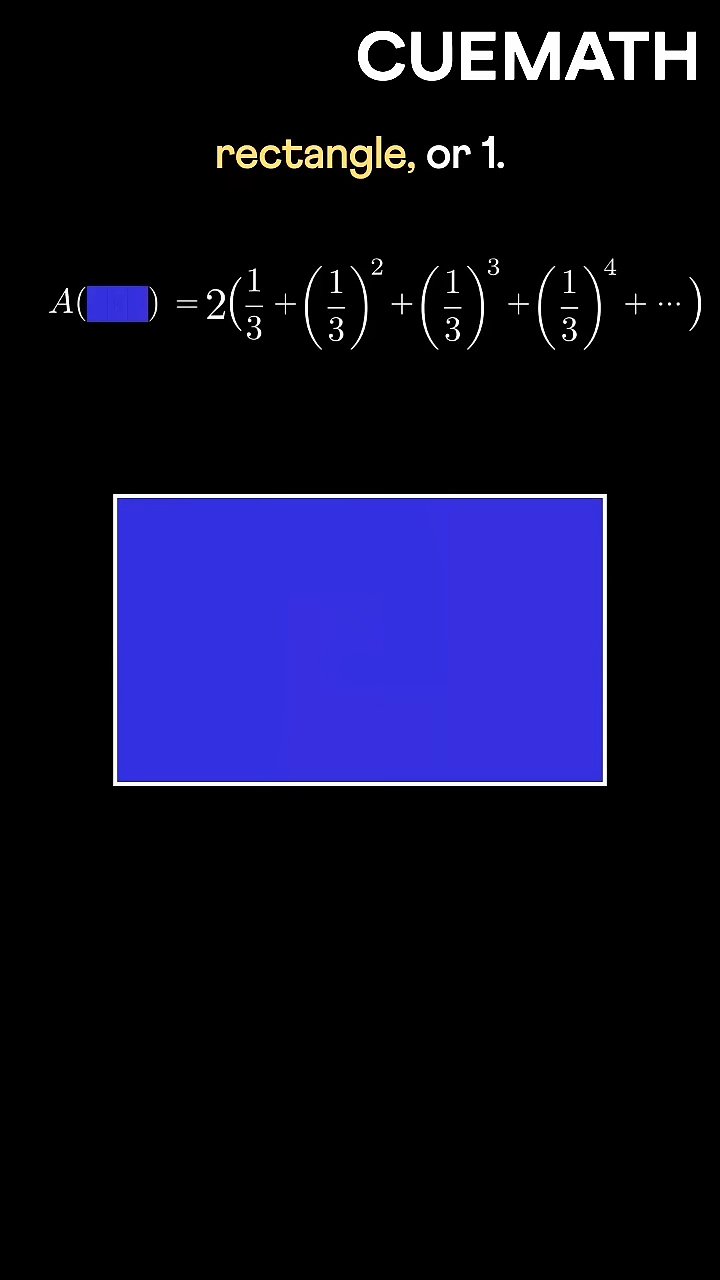 CUEMATH
rectangle, or 1.
A( ) = 2(1/3 + (1/3)^2 + (1/3)^3 + (1/3)^4 + ⋯)